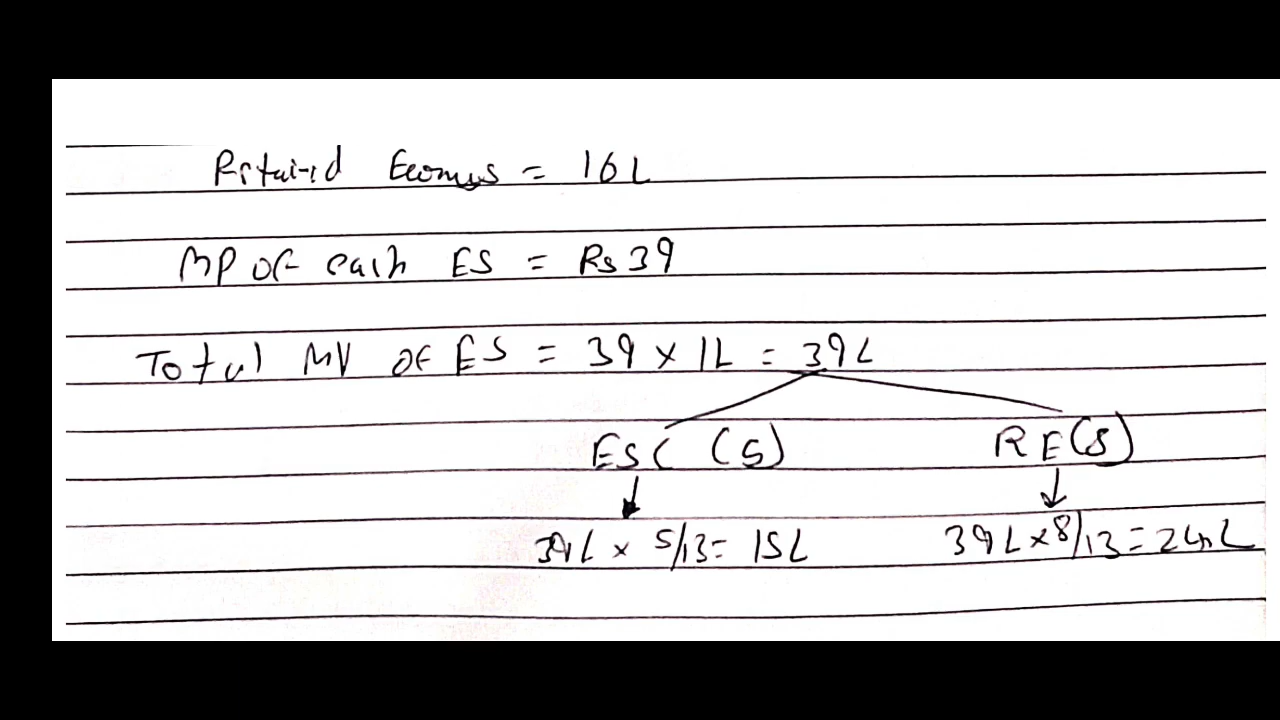 Retained Earnings = 16L
MP OF each ES = Rs 39
Total MV OF ES = 39 x 1L = 39L
ESC (5) RE(8)
39L x 5/13 = 15L 39L x 8/13 = 24L